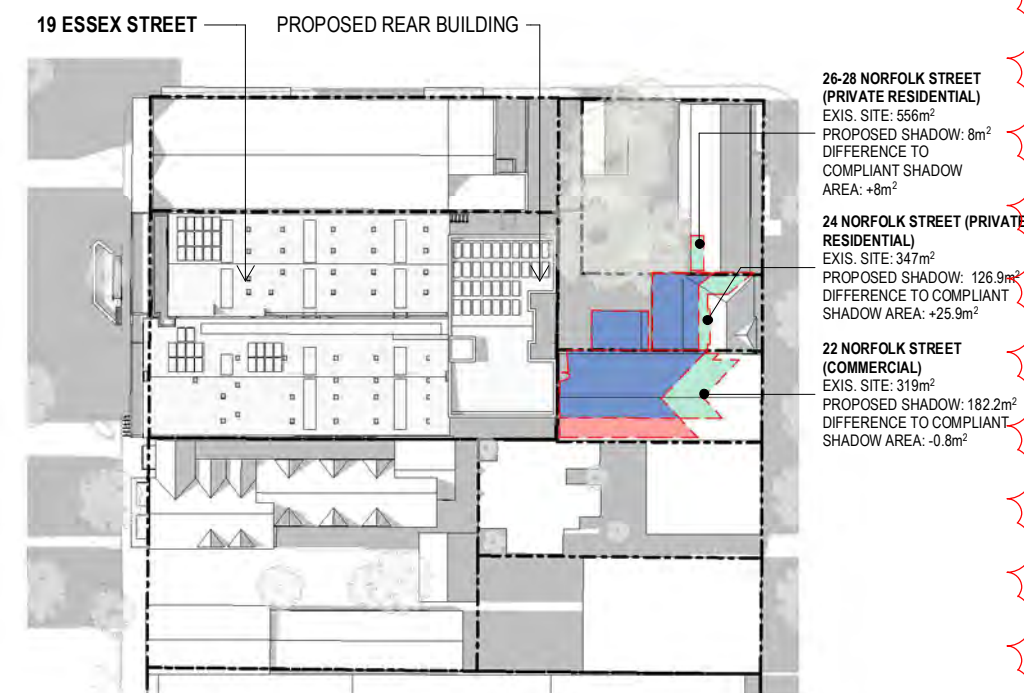 19 ESSEX STREET
PROPOSED REAR BUILDING
26-28 NORFOLK STREET
(PRIVATE RESIDENTIAL)
EXIS. SITE: 556m²
PROPOSED SHADOW: 8m²
DIFFERENCE TO
COMPLIANT SHADOW
AREA: +8m²
24 NORFOLK STREET (PRIVATE
RESIDENTIAL)
EXIS. SITE: 347m²
PROPOSED SHADOW: 126.9m²
DIFFERENCE TO COMPLIANT
SHADOW AREA: +25.9m²
22 NORFOLK STREET
(COMMERCIAL)
EXIS. SITE: 319m²
PROPOSED SHADOW: 182.2m²
DIFFERENCE TO COMPLIANT
SHADOW AREA: -0.8m²